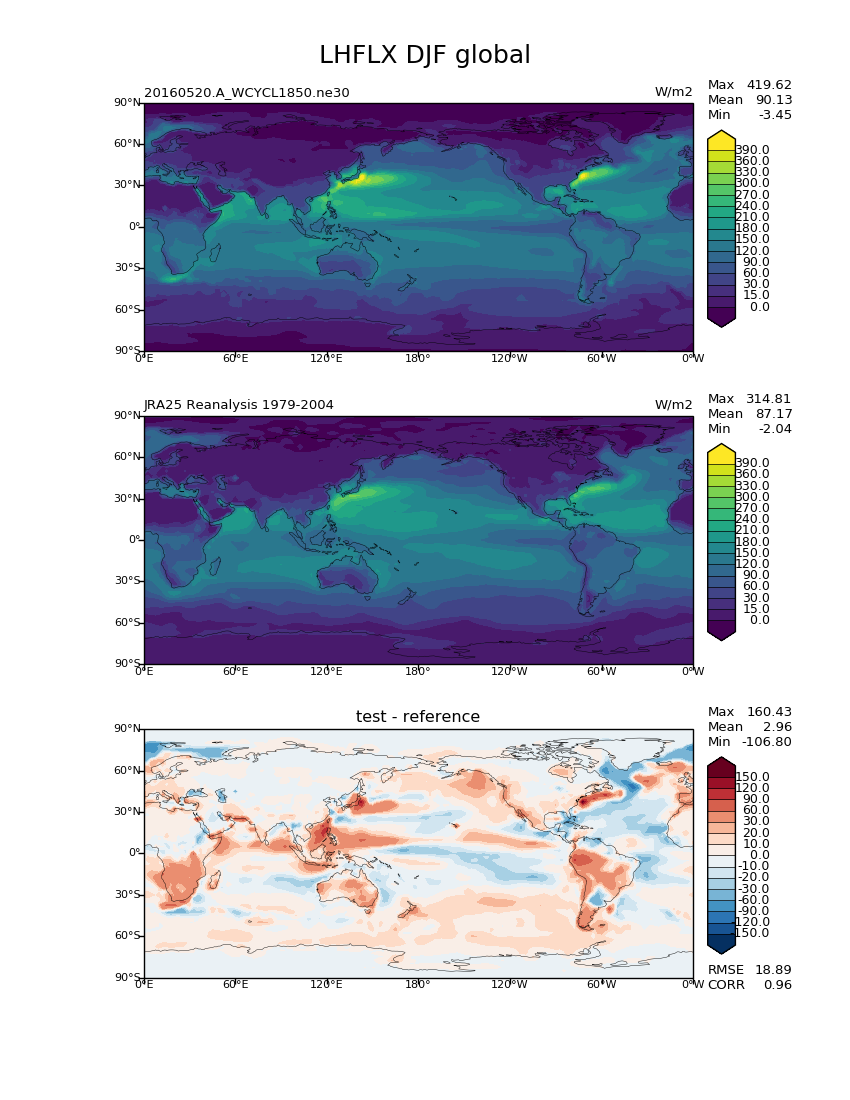 LHFLX DJF global
20160520.A_WCYCL1850.ne30
W/m2
Max 419.62
Mean 90.13
Min -3.45
90°N
60°N
30°N
0°
30°S
60°S
90°S
0°E
60°E
120°E
180°
120°W
60°W
0°W
390.0
360.0
330.0
300.0
270.0
240.0
210.0
180.0
150.0
120.0
90.0
60.0
30.0
15.0
0.0
JRA25 Reanalysis 1979-2004
W/m2
Max 314.81
Mean 87.17
Min -2.04
90°N
60°N
30°N
0°
30°S
60°S
90°S
0°E
60°E
120°E
180°
120°W
60°W
0°W
390.0
360.0
330.0
300.0
270.0
240.0
210.0
180.0
150.0
120.0
90.0
60.0
30.0
15.0
0.0
test - reference
Max 160.43
Mean 2.96
Min -106.80
90°N
60°N
30°N
0°
30°S
60°S
90°S
0°E
60°E
120°E
180°
120°W
60°W
0°W
150.0
120.0
90.0
60.0
30.0
20.0
10.0
0.0
-10.0
-20.0
-30.0
-60.0
-90.0
-120.0
-150.0
RMSE 18.89
CORR 0.96